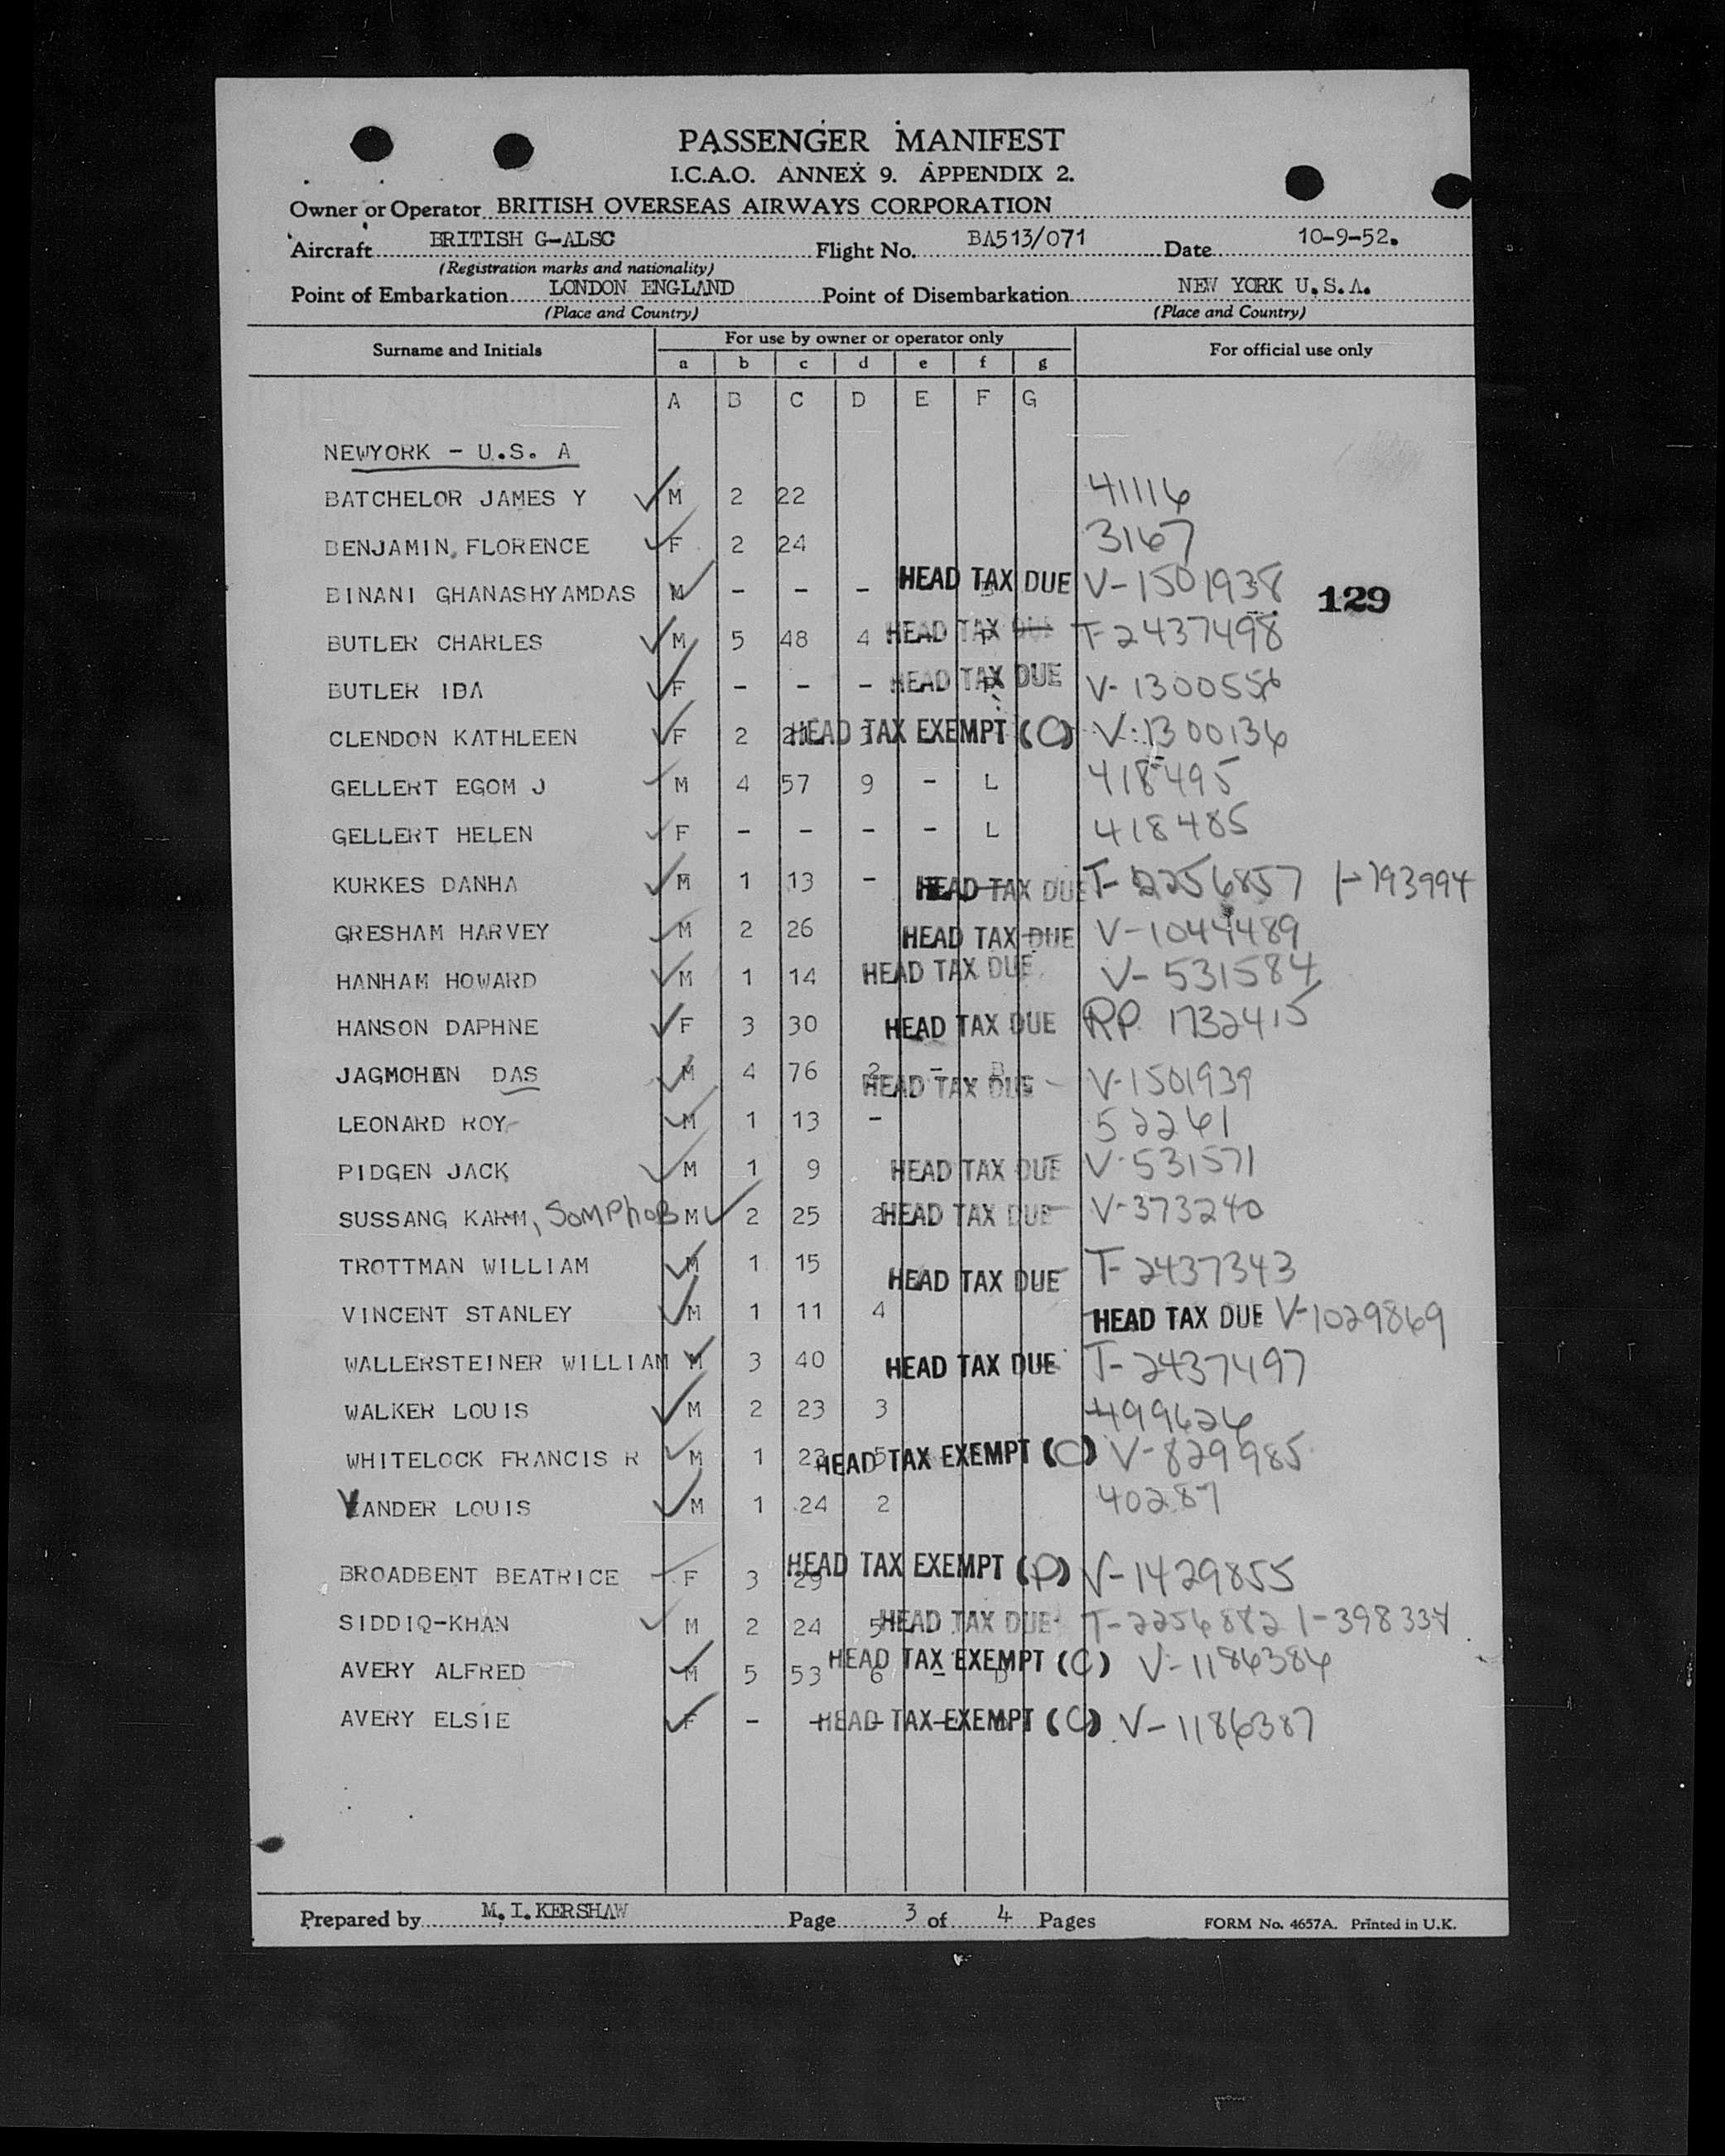 PASSENGER MANIFEST
I.C.A.O. ANNEX 9. APPENDIX 2.
Owner or Operator BRITISH OVERSEAS AIRWAYS CORPORATION
Aircraft BRITISH G-ALSC Flight No. BA513/071 Date 10-9-52.
(Registration marks and nationality)
Point of Embarkation LONDON ENGLAND Point of Disembarkation NEW YORK U.S.A.
(Place and Country) (Place and Country)
Surname and Initials For use by owner or operator only For official use only
a b c d e f g
A B C D E F G
NEWYORK - U.S. A
BATCHELOR JAMES Y M 2 22 41116
BENJAMIN, FLORENCE F 2 24 3167
BINANI GHANASHYAMDAS M - - - HEAD TAX DUE V-1501938 129
BUTLER CHARLES M 5 48 4 HEAD TAX DUE T-2437498
BUTLER IDA F - - - HEAD TAX DUE V-1300556
CLENDON KATHLEEN F 2 HEAD TAX EXEMPT (C) V-1300136
GELLERT EGOM J M 4 57 9 - L 418495
GELLERT HELEN F - - - - L 418485
KURKES DANHA M 1 13 - HEAD TAX DUE T-2256857 1-793994
GRESHAM HARVEY M 2 26 HEAD TAX DUE V-1044489
HANHAM HOWARD M 1 14 HEAD TAX DUE V-531584
HANSON DAPHNE F 3 30 HEAD TAX DUE RP 1732415
JAGMOHAN DAS M 4 76 2 - HEAD TAX DUE V-1501939
LEONARD ROY M 1 13 - 52261
PIDGEN JACK M 1 9 HEAD TAX DUE V-531571
SUSSANG KARM, SOMPHOB M 2 25 2 HEAD TAX DUE V-373240
TROTTMAN WILLIAM M 1 15 HEAD TAX DUE T-2437343
VINCENT STANLEY M 1 11 4 HEAD TAX DUE V-1029869
WALLERSTEINER WILLIAM M 3 40 HEAD TAX DUE T-2437497
WALKER LOUIS M 2 23 3 499626
WHITELOCK FRANCIS R M 1 23 5 HEAD TAX EXEMPT (C) V-829985
XANDER LOUIS M 1 24 2 40287
BROADBENT BEATRICE F 3 29 HEAD TAX EXEMPT (P) V-1429855
SIDDIQ-KHAN M 2 24 5 HEAD TAX DUE T-2256882 1-398334
AVERY ALFRED M 5 53 6 - D HEAD TAX EXEMPT (C) V-1186386
AVERY ELSIE F - - - - HEAD TAX EXEMPT (C) V-1186387
Prepared by M.I.KERSHAW Page 3 of 4 Pages FORM No. 4657A. Printed in U.K.